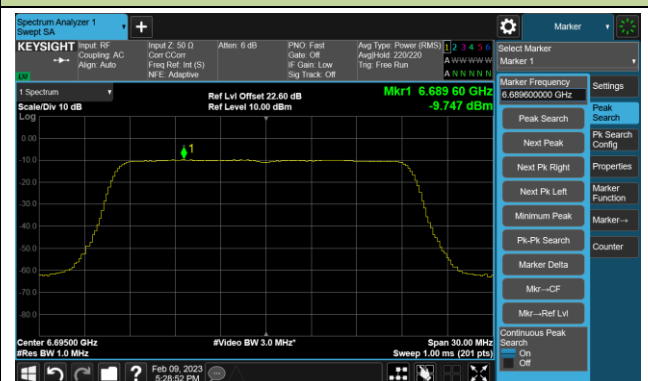 Spectrum Analyzer 1
Swept SA
Marker
KEYSIGHT
Input: RF
Coupling: AC
Align: Auto
Input Z: 50 Ω
Corr CCorr
Freq Ref: Int (S)
NFE: Adaptive
Atten: 6 dB
PNO: Fast
Gate: Off
IF Gain: Low
Sig Track: Off
Avg Type: Power (RMS)
Avg|Hold: 220/220
Trig: Free Run
1 2 3 4 5 6
A W W W W W
A N N N N N
LV
Select Marker
Marker 1
1 Spectrum
Scale/Div 10 dB
Log
Ref Lvl Offset 22.60 dB
Ref Level 10.00 dBm
Mkr1 6.689 60 GHz
-9.747 dBm
0.00
-10.0
-20.0
-30.0
-40.0
-50.0
-60.0
-70.0
-80.0
1
Center 6.69500 GHz
#Res BW 1.0 MHz
#Video BW 3.0 MHz*
Span 30.00 MHz
Sweep 1.00 ms (201 pts)
Feb 09, 2023
5:28:52 PM
Marker Frequency
6.689600000 GHz
Peak Search
Next Peak
Next Pk Right
Next Pk Left
Minimum Peak
Pk-Pk Search
Marker Delta
Mkr→CF
Mkr→Ref Lvl
Continuous Peak
Search
On
Off
Settings
Peak
Search
Pk Search
Config
Properties
Marker
Function
Marker→
Counter